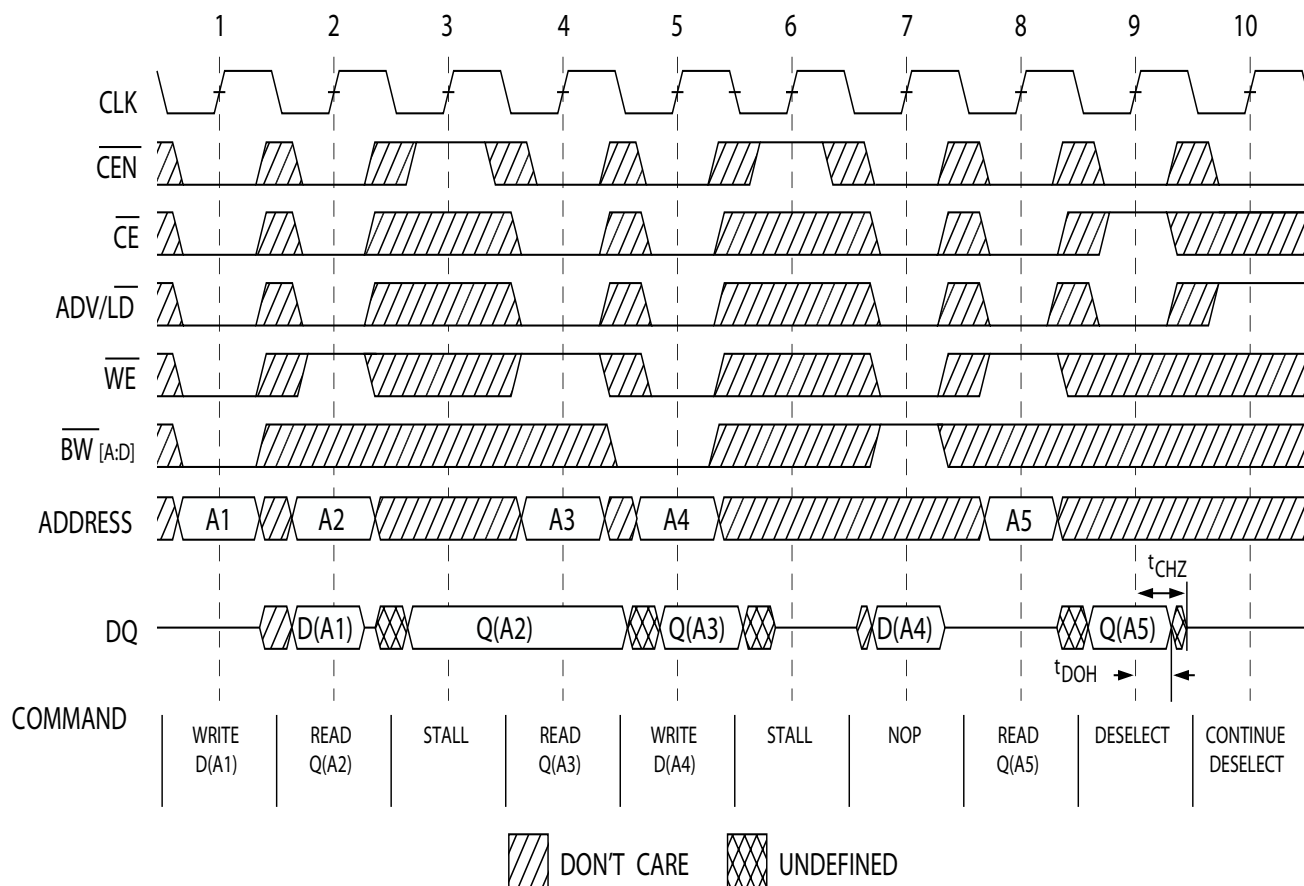 1 2 3 4 5 6 7 8 9 10
CLK
CEN
CE
ADV/LD
WE
BW [A:D]
ADDRESS A1 A2 A3 A4 A5
tCHZ
DQ D(A1) Q(A2) Q(A3) D(A4) Q(A5)
tDOH
COMMAND
WRITE READ STALL READ WRITE STALL NOP READ DESELECT CONTINUE
D(A1) Q(A2) Q(A3) D(A4) Q(A5) DESELECT
DON'T CARE UNDEFINED